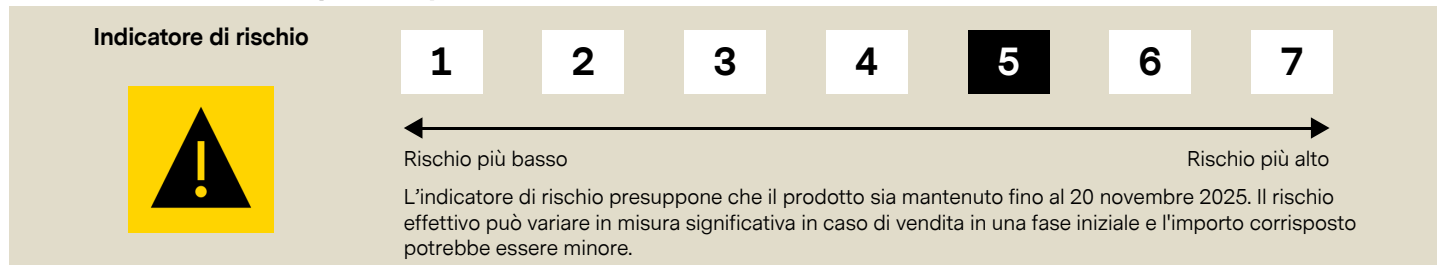 Indicatore di rischio
1 2 3 4 5 6 7
Rischio più basso Rischio più alto
L'indicatore di rischio presuppone che il prodotto sia mantenuto fino al 20 novembre 2025. Il rischio
effettivo può variare in misura significativa in caso di vendita in una fase iniziale e l'importo corrisposto
potrebbe essere minore.